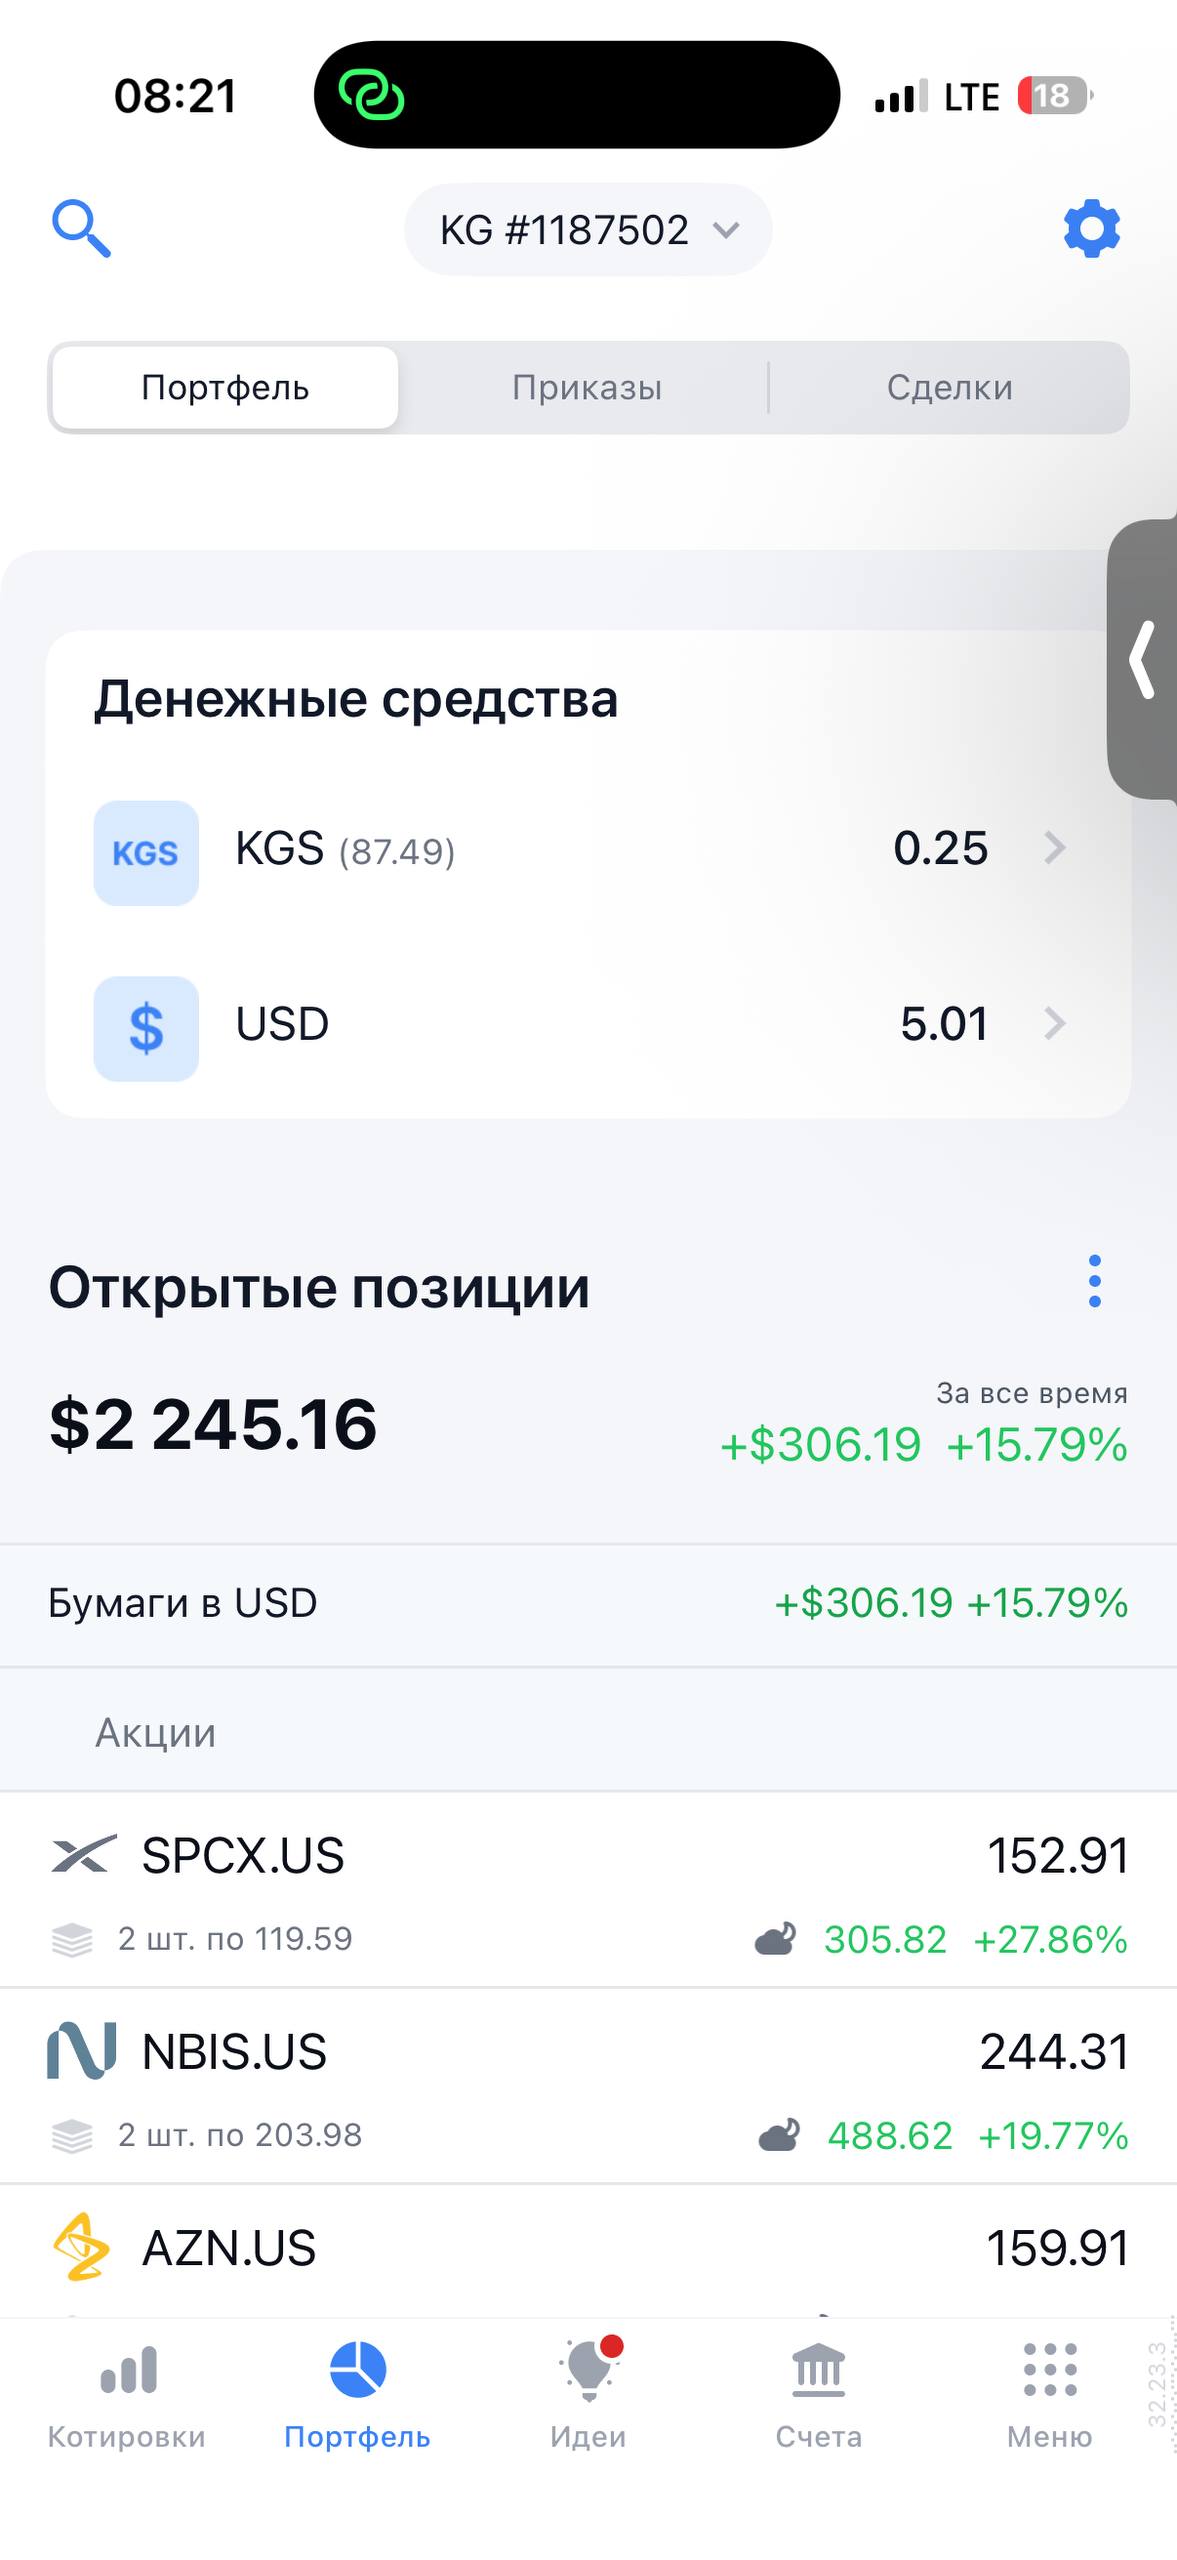 08:21
LTE 18
KG #1187502
Портфель Приказы Сделки
Денежные средства
KGS KGS (87.49) 0.25
$ USD 5.01
Открытые позиции
$2 245.16
За все время
+$306.19 +15.79%
Бумаги в USD +$306.19 +15.79%
Акции
SPCX.US 152.91
2 шт. по 119.59 305.82 +27.86%
NBIS.US 244.31
2 шт. по 203.98 488.62 +19.77%
AZN.US 159.91
Котировки Портфель Идеи Счета Меню
32.23.3